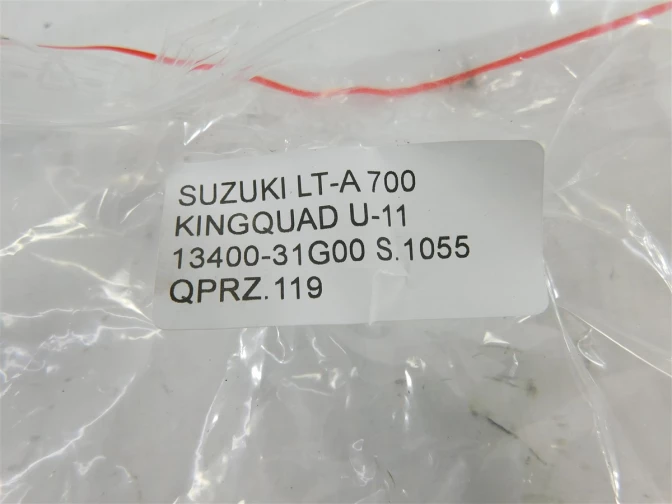 SUZUKI LT-A 700
KINGQUAD U-11
13400-31G00 S.1055
QPRZ.119